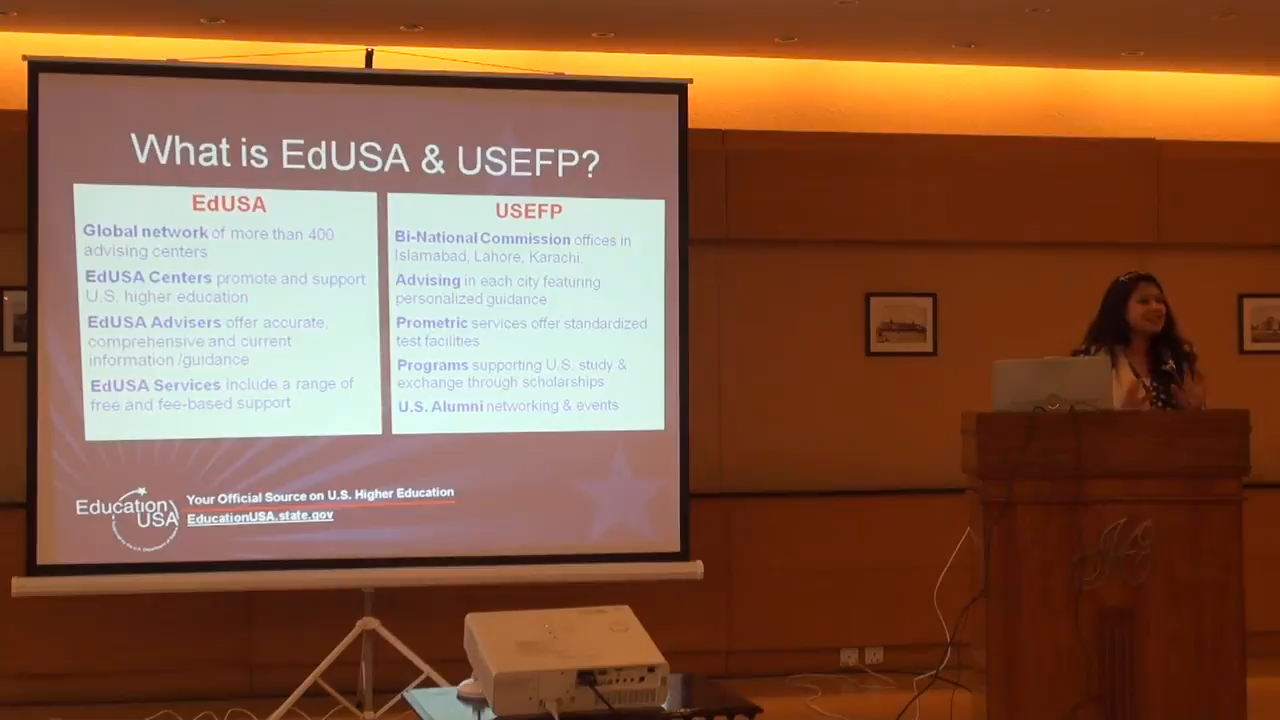 What is EdUSA & USEFP?
EdUSA
Global network of more than 400
advising centers
EdUSA Centers promote and support
U.S. higher education
EdUSA Advisers offer accurate,
comprehensive and current
information /guidance
EdUSA Services include a range of
free and fee-based support
USEFP
Bi-National Commission offices in
Islamabad, Lahore, Karachi.
Advising in each city featuring
personalized guidance
Prometric services offer standardized
test facilities
Programs supporting U.S. study &
exchange through scholarships
U.S. Alumni networking & events
Education
USA
Your Official Source on U.S. Higher Education
EducationUSA.state.gov